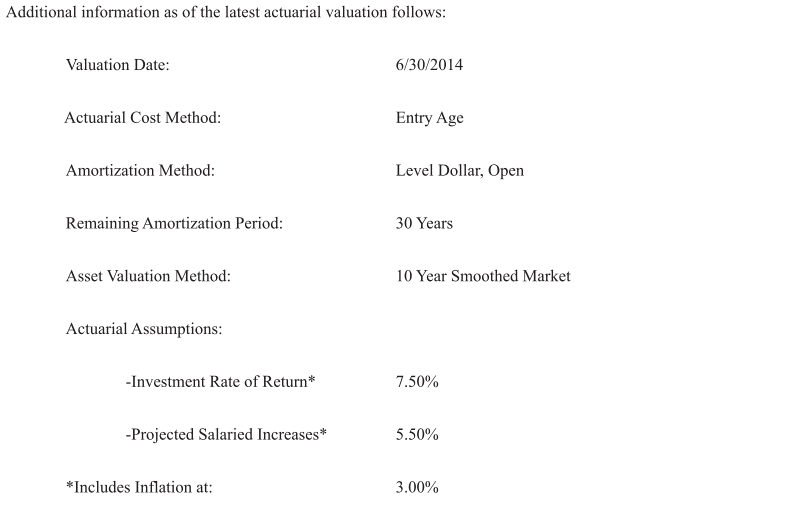 Additional information as of the latest actuarial valuation follows:
Valuation Date: 6/30/2014
Actuarial Cost Method: Entry Age
Amortization Method: Level Dollar, Open
Remaining Amortization Period: 30 Years
Asset Valuation Method: 10 Year Smoothed Market
Actuarial Assumptions:
-Investment Rate of Return* 7.50%
-Projected Salaried Increases* 5.50%
*Includes Inflation at: 3.00%